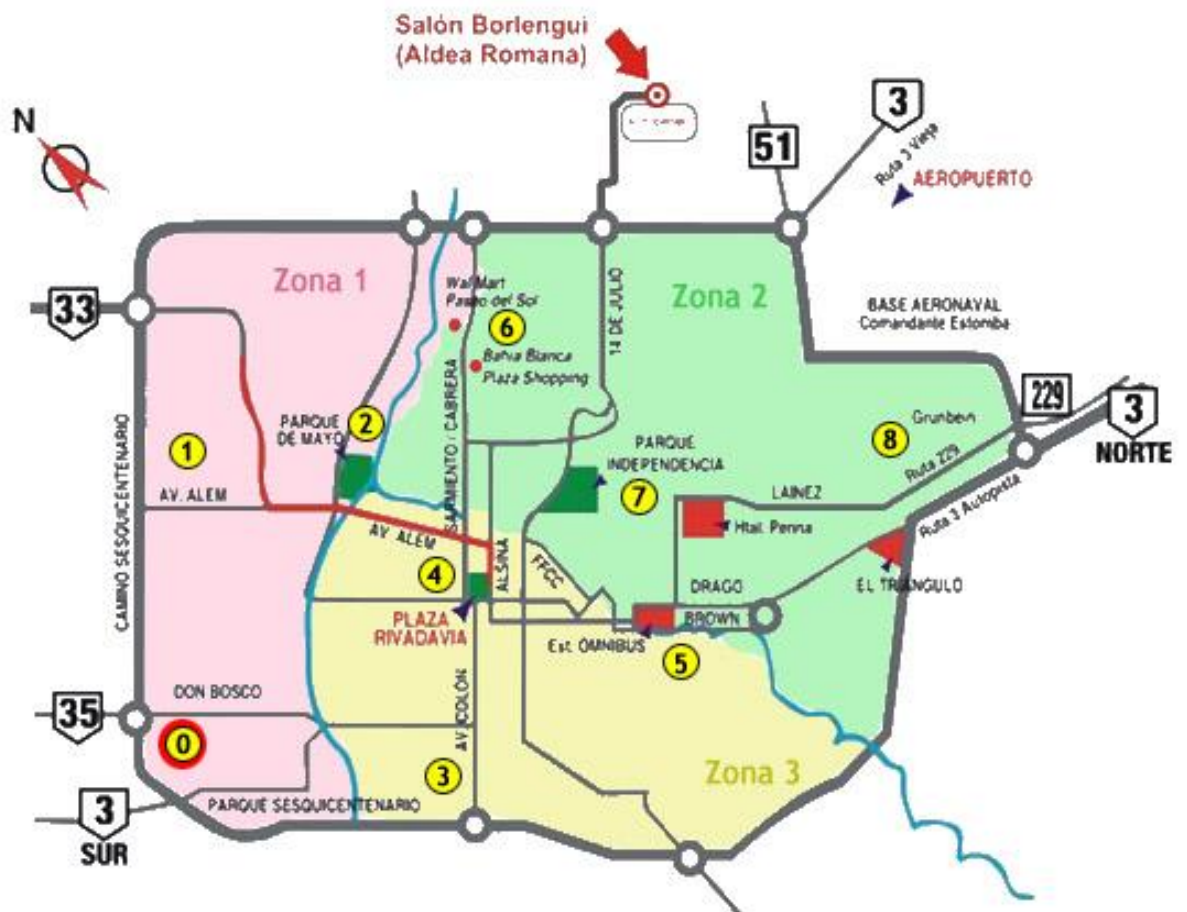 Salón Borlengui
(Aldea Romana)
N
3
51
Ruta 3 Vieja
AEROPUERTO
Zona 1
Wal Mart
Paseo del Sol
6
Zona 2
14 DE JULIO
BASE AERONAVAL
Comandante Estomba
33
Bahia Blanca
Plaza Shopping
SARMIENTO / CABRERA
CAMINO SESQUICENTENARIO
PARQUE
DE MAYO
2
1
229
3
NORTE
Grunbein
8
Ruta 229
PARQUE
INDEPENDENCIA
7
AV. ALEM
AV. ALEM
LAINEZ
Htal. Penna
Ruta 3 Autopista
ALSINA
FFCC
4
DRAGO
EL TRIANGULO
PLAZA
RIVADAVIA
BROWN
Est. OMNIBUS
5
DON BOSCO
35
0
AV. COLÓN
3
Zona 3
PARQUE SESQUICENTENARIO
3
SUR